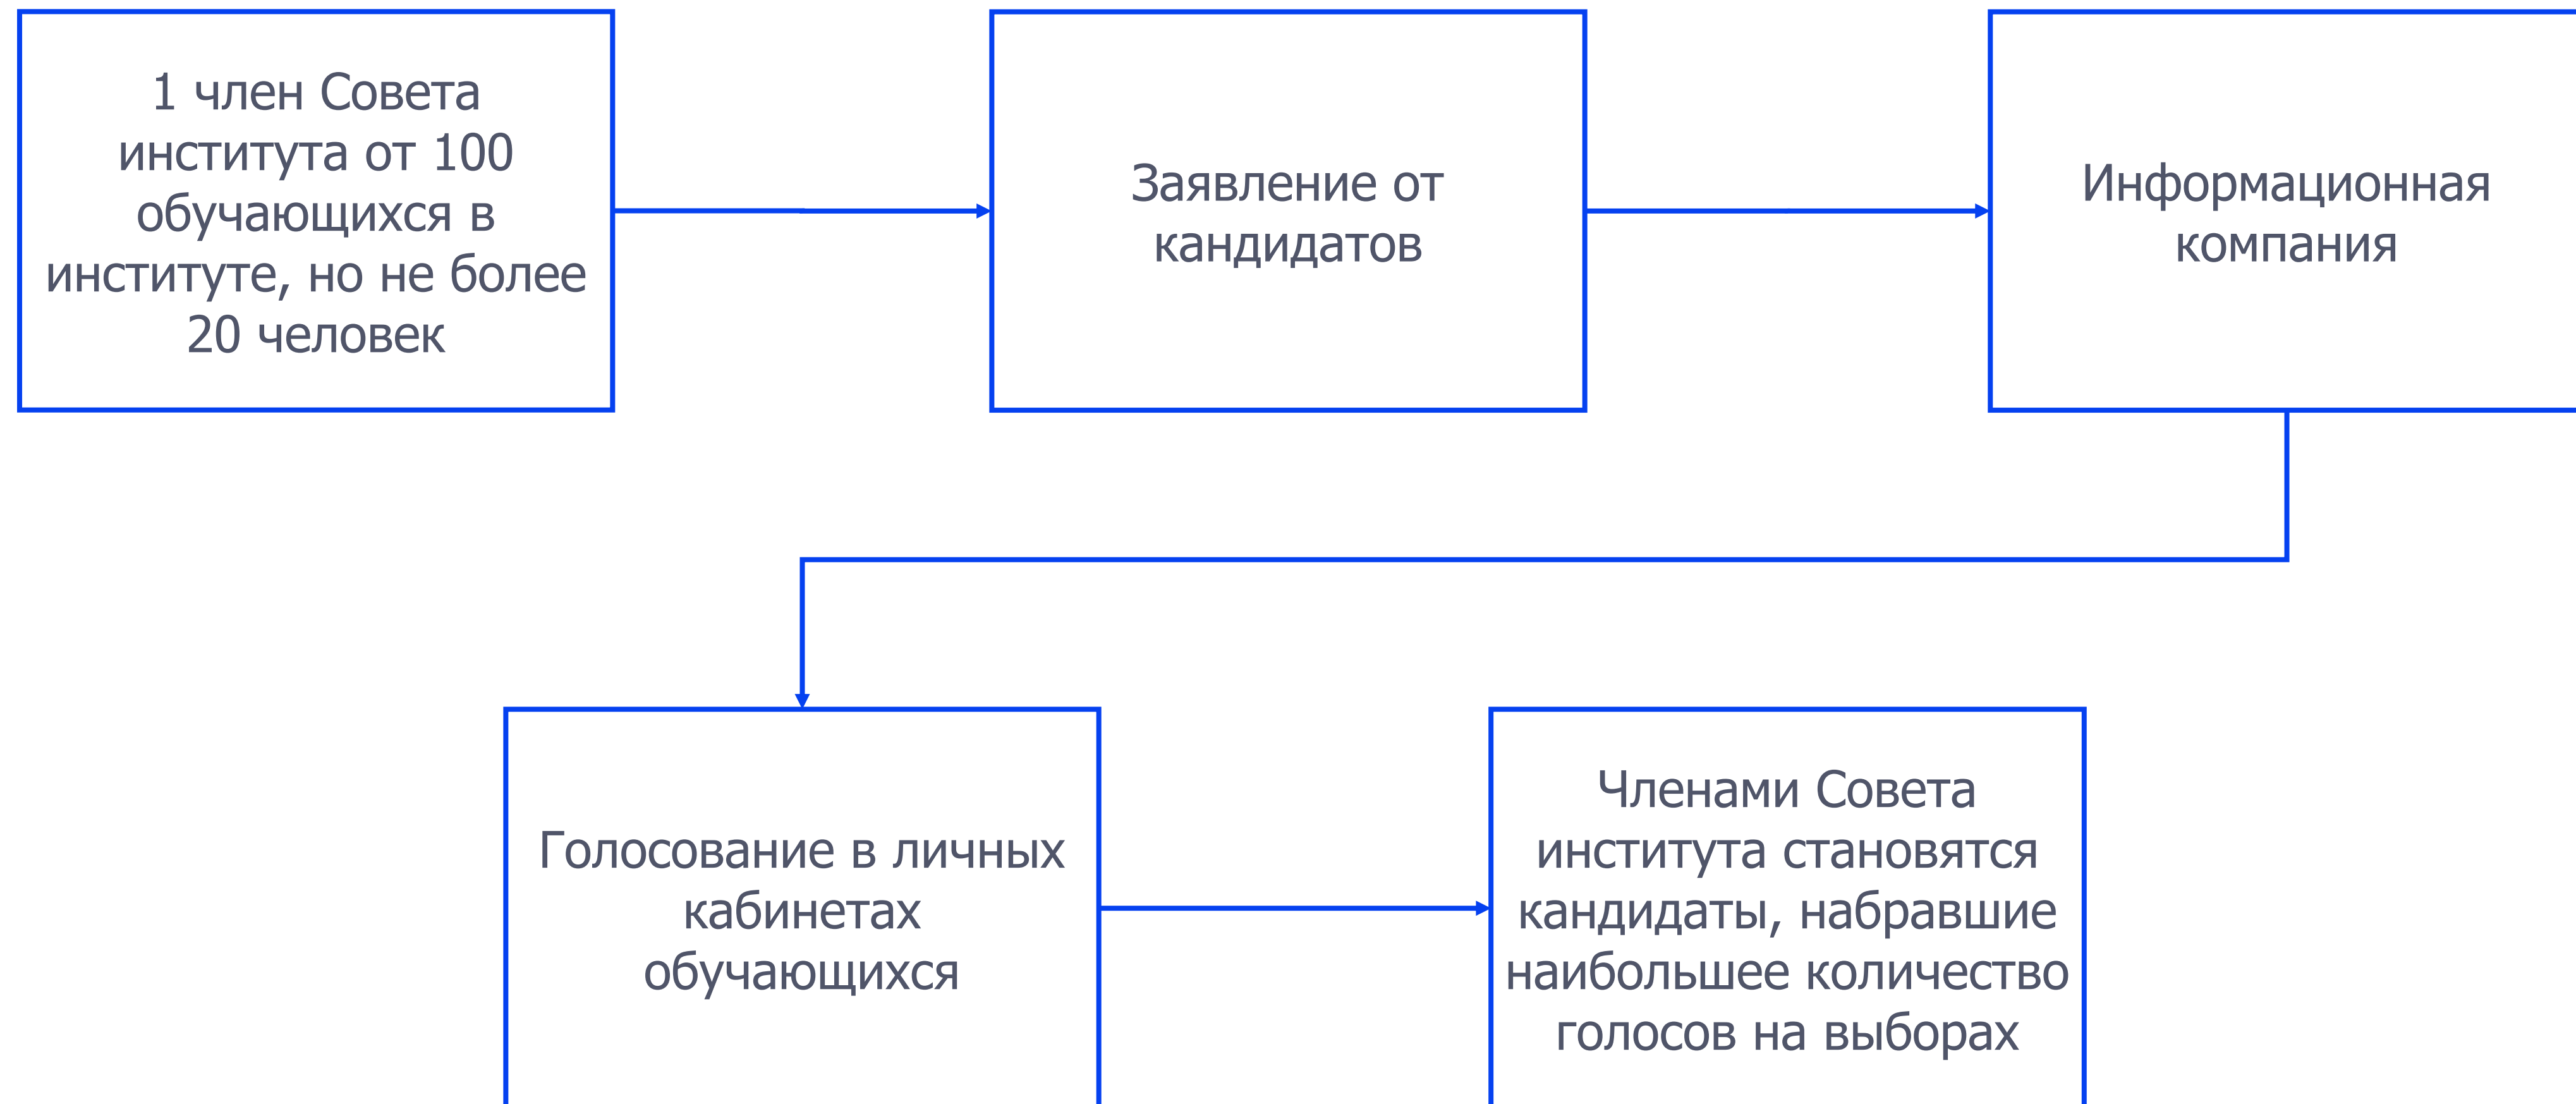 1 член Совета
института от 100
обучающихся в
институте, но не более
20 человек
Заявление от
кандидатов
Информационная
компания
Голосование в личных
кабинетах
обучающихся
Членами Совета
института становятся
кандидаты, набравшие
наибольшее количество
голосов на выборах